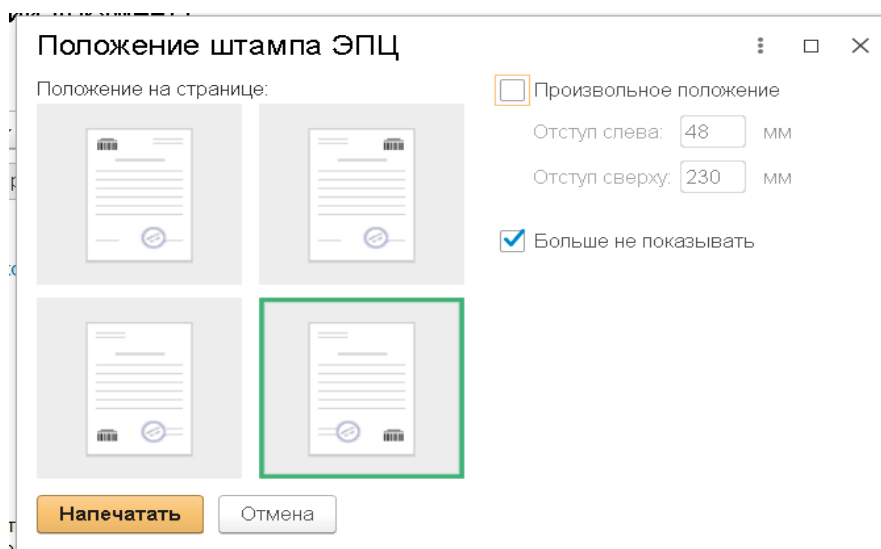 Положение штампа ЭПЦ
Положение на странице:
Произвольное положение
Отступ слева: 48 мм
Отступ сверху: 230 мм
Больше не показывать
Напечатать
Отмена